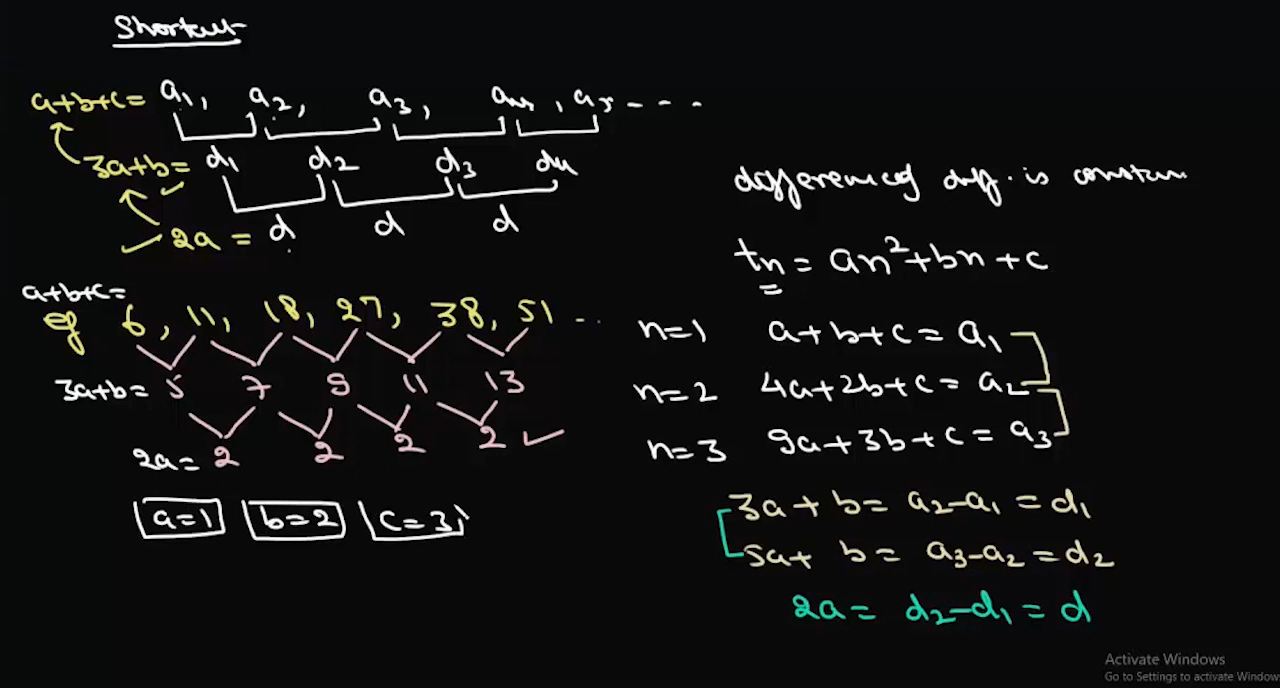 Shortcut
a+b+c= a₁, a₂, a₃, a₄, a₅ - - - .
3a+b= d₁ d₂ d₃ d₄
2a = d d d
difference of diff. is constan
tn = an²+bn+c
a+b+c=
eg 6, 11, 18, 27, 38, 51 ...
3a+b= 5 7 9 11 13
2a= 2 2 2 2
a=1 b=2 c=3
n=1 a+b+c = a₁
n=2 4a+2b+c = a₂
n=3 9a+3b+c = a₃
3a+b= a₂-a₁ = d₁
5a+ b= a₃-a₂ = d₂
2a= d₂-d₁ = d
Activate Windows
Go to Settings to activate Window